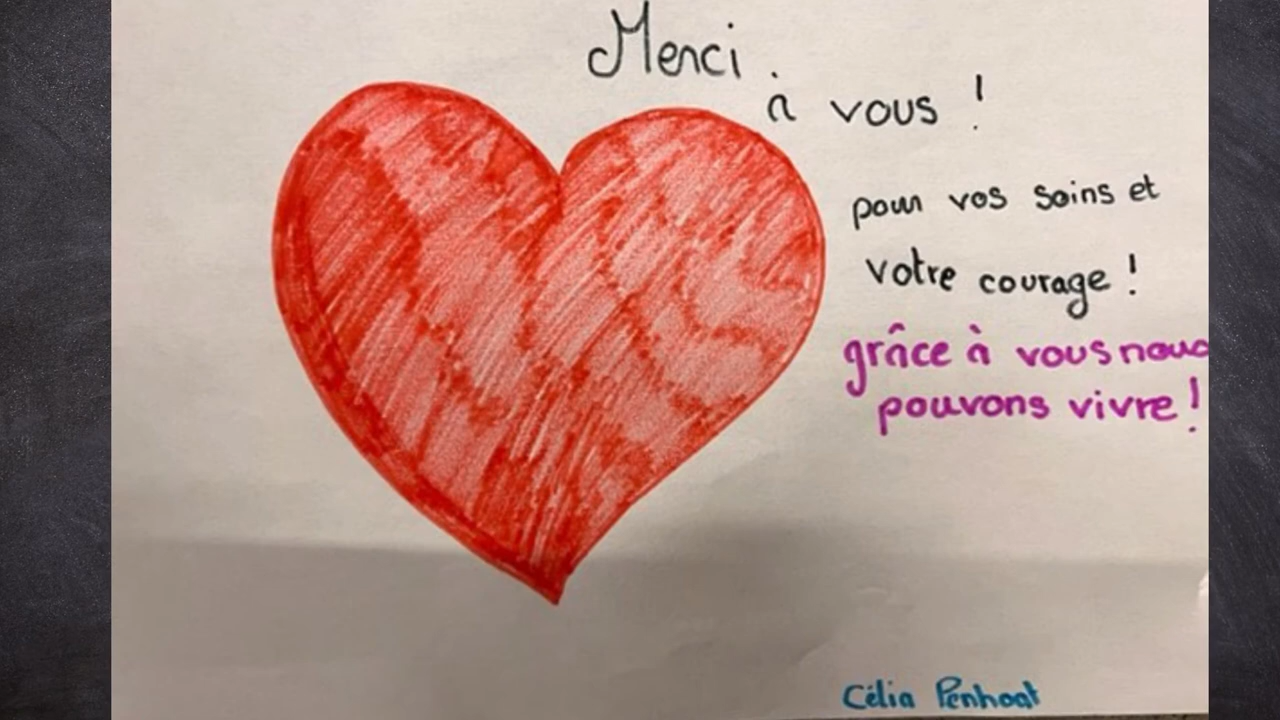 Merci
à vous !
pour vos soins et
votre courage !
grâce à vous nous
pouvons vivre !
Célia Penhoat